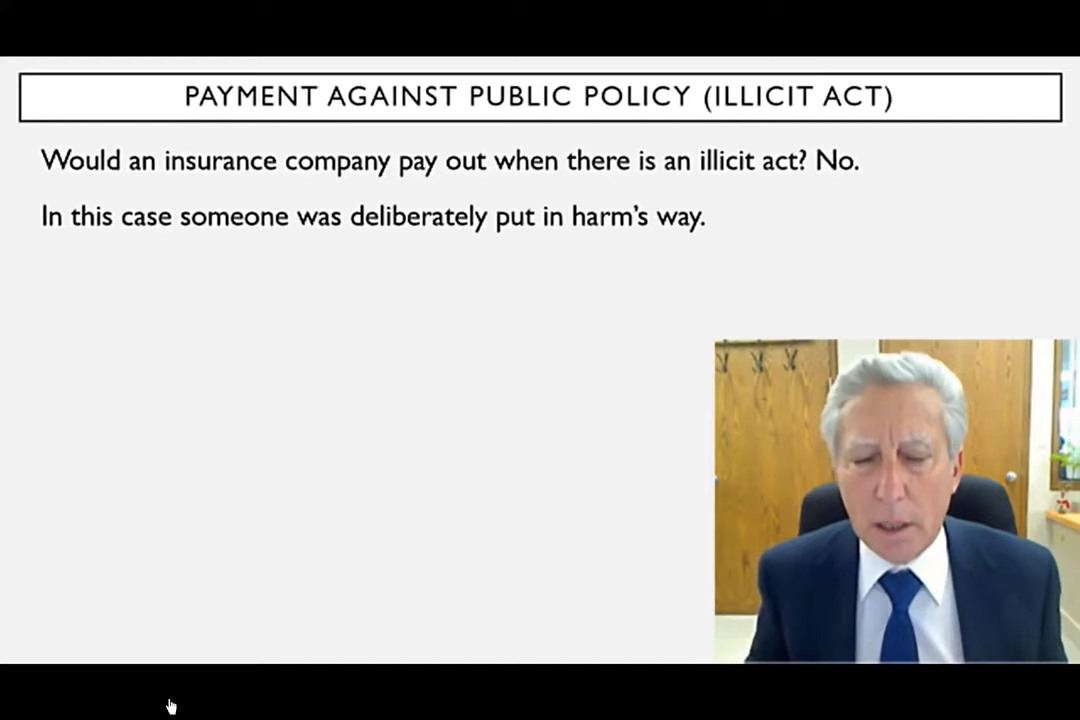 PAYMENT AGAINST PUBLIC POLICY (ILLICIT ACT)
Would an insurance company pay out when there is an illicit act? No.
In this case someone was deliberately put in harm’s way.